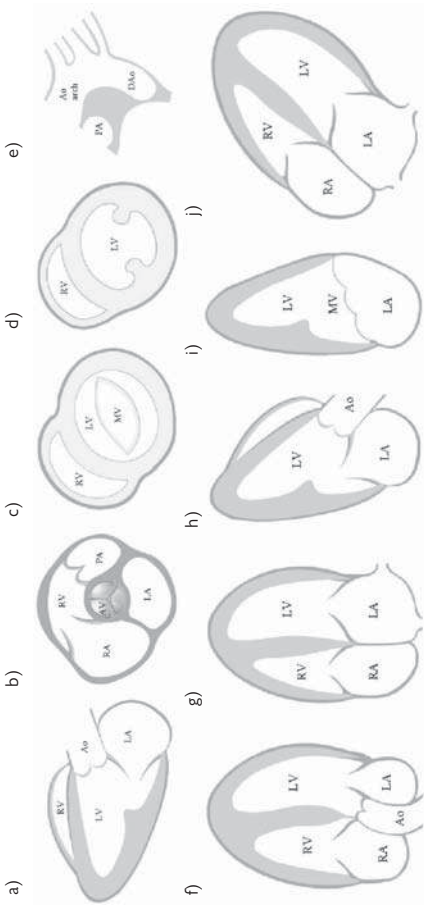 a)
RV
Ao
LV
LA
b)
RV
PA
AV
RA
LA
c)
RV
LV
MV
d)
RV
LV
e)
Ao
arch
PA
DAo
f)
LV
RV
LA
RA
Ao
g)
LV
RV
LA
RA
h)
LV
Ao
LA
i)
LV
MV
LA
j)
LV
RV
RA
LA